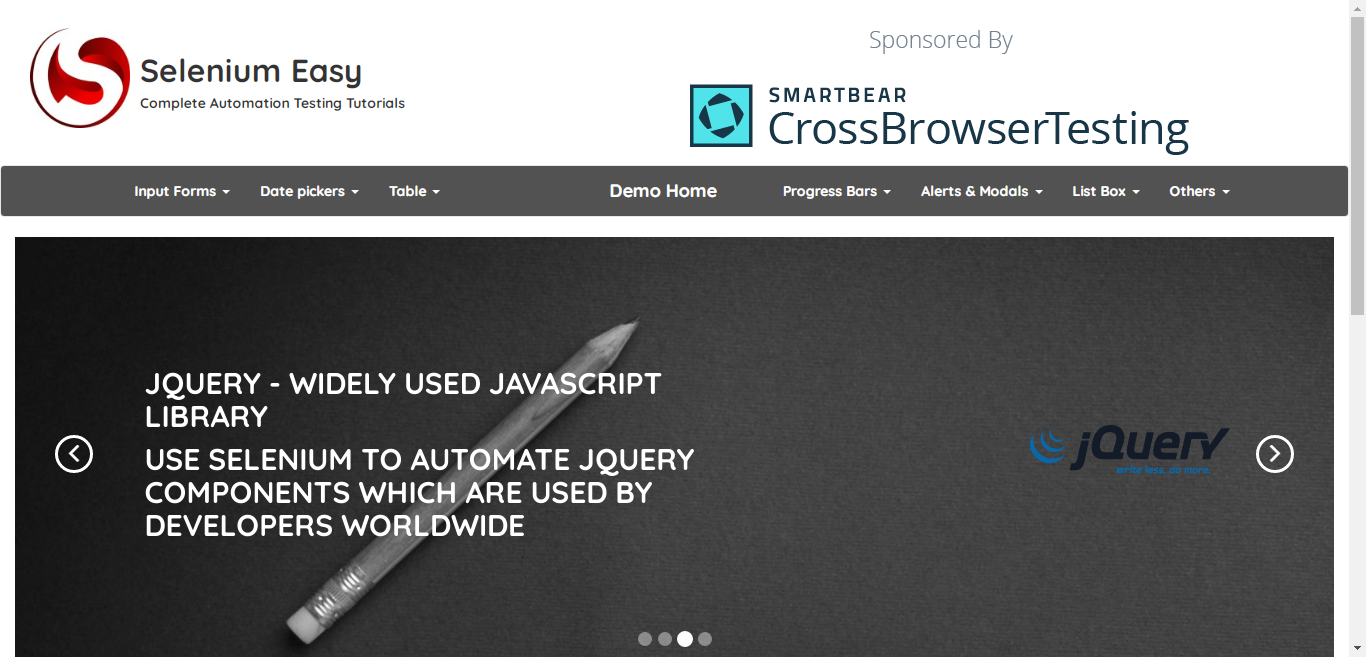 Sponsored By
Selenium Easy
Complete Automation Testing Tutorials
SMARTBEAR
CrossBrowserTesting
Input Forms Date pickers Table Demo Home Progress Bars Alerts & Modals List Box Others
JQUERY - WIDELY USED JAVASCRIPT
LIBRARY
USE SELENIUM TO AUTOMATE JQUERY
COMPONENTS WHICH ARE USED BY
DEVELOPERS WORLDWIDE
jQuery
write less, do more.